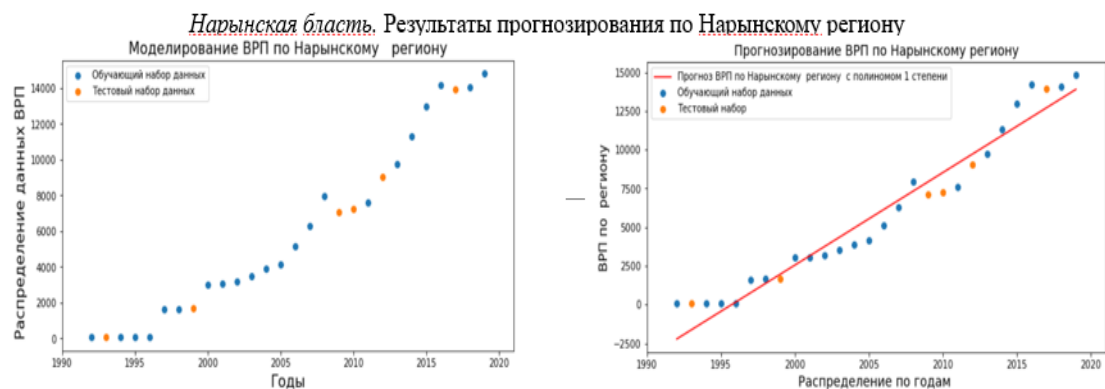 Нарынская бласть. Результаты прогнозирования по Нарынскому региону
Моделирование ВРП по Нарынскому региону
Обучающий набор данных
Тестовый набор данных
Распределение данных ВРП
14000
12000
10000
8000
6000
4000
2000
0
1990 1995 2000 2005 2010 2015 2020
Годы
Прогнозирование ВРП по Нарынскому региону
Прогноз ВРП по Нарынскому региону с полиномом 1 степени
Обучающий набор данных
Тестовый набор
ВРП по региону
15000
12500
10000
7500
5000
2500
0
−2500
1990 1995 2000 2005 2010 2015 2020
Распределение по годам